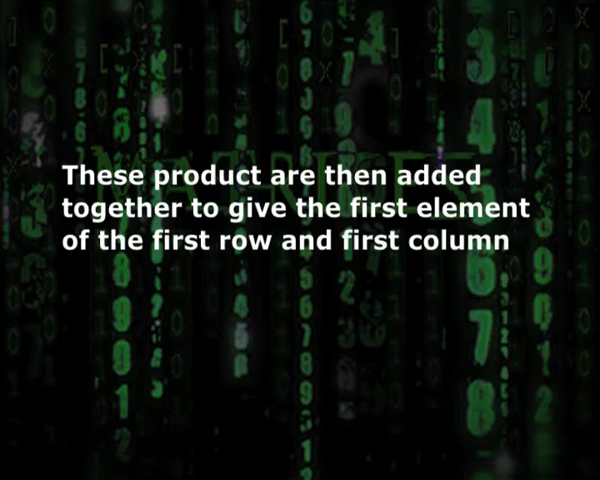 These product are then added
together to give the first element
of the first row and first column